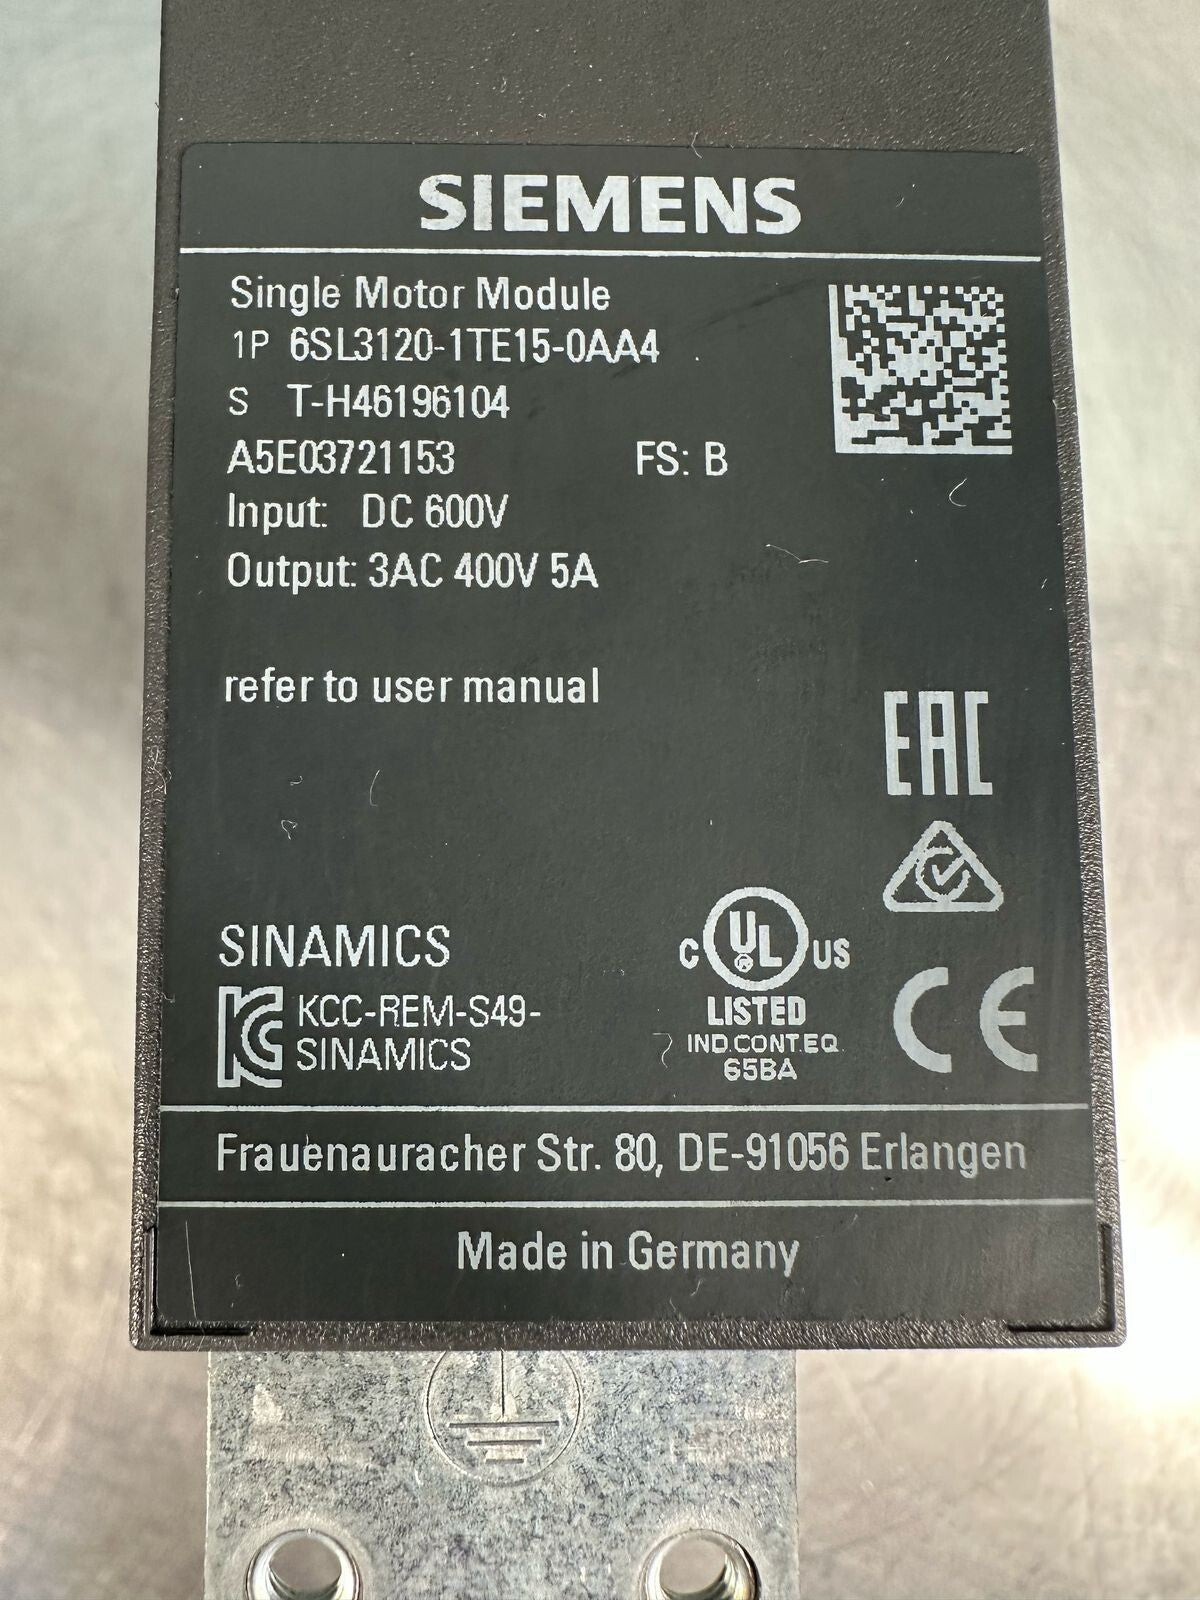 SIEMENS
Single Motor Module
1P 6SL3120-1TE15-0AA4
S T-H46196104
A5E03721153 FS: B
Input: DC 600V
Output: 3AC 400V 5A
refer to user manual
EAC
SINAMICS
KCC-REM-S49-
SINAMICS
C UL US
®
LISTED
IND.CONT.EQ.
65BA
CE
Frauenauracher Str. 80, DE-91056 Erlangen
Made in Germany